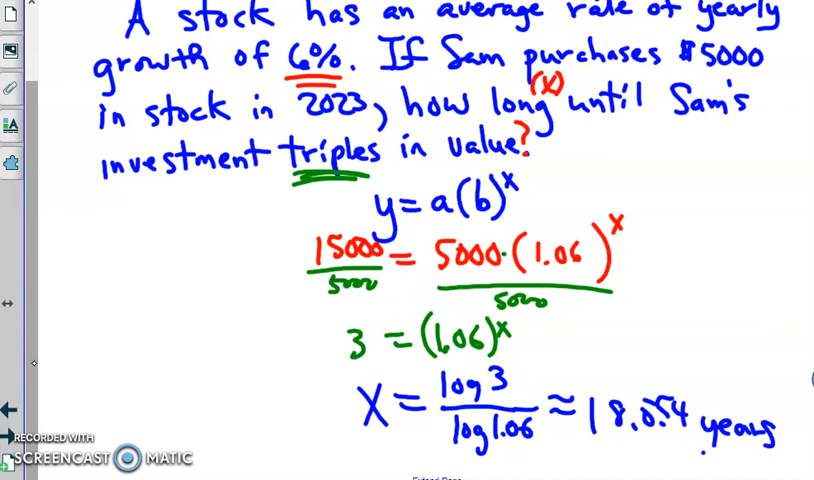 A stock has an average rate of yearly
growth of 6%. If Sam purchases $5000
(x)
in stock in 2023, how long until Sam's
investment triples in value?
y = a(b)^x
15000/5000 = 5000·(1.06)^x/5000
3 = (1.06)^x
x = log 3/log 1.06 ≈ 18.854 years
RECORDED WITH
SCREENCAST MATIC
Extend Page